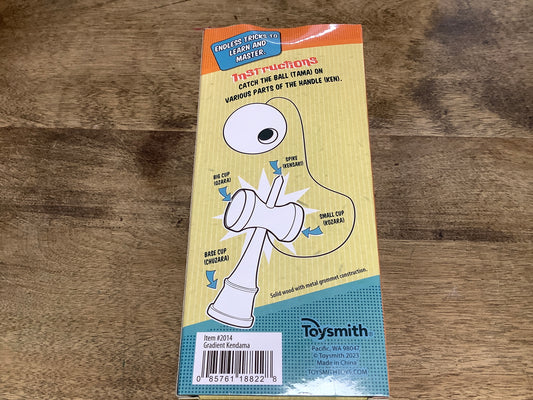 ENDLESS TRICKS TO
LEARN AND
MASTER.
Instructions
CATCH THE BALL (TAMA) ON
VARIOUS PARTS OF THE HANDLE (KEN).
SPIKE
(KENSAKI)
BIG CUP
(OZARA)
SMALL CUP
(KOZARA)
BASE CUP
(CHUZARA)
Solid wood with metal grommet construction.
Item #2014
Gradient Kendama
0 85761 18822 8
Toysmith
Pacific, WA 98047
© Toysmith 2021
Made in China
TOYSMITHTOYS.COM